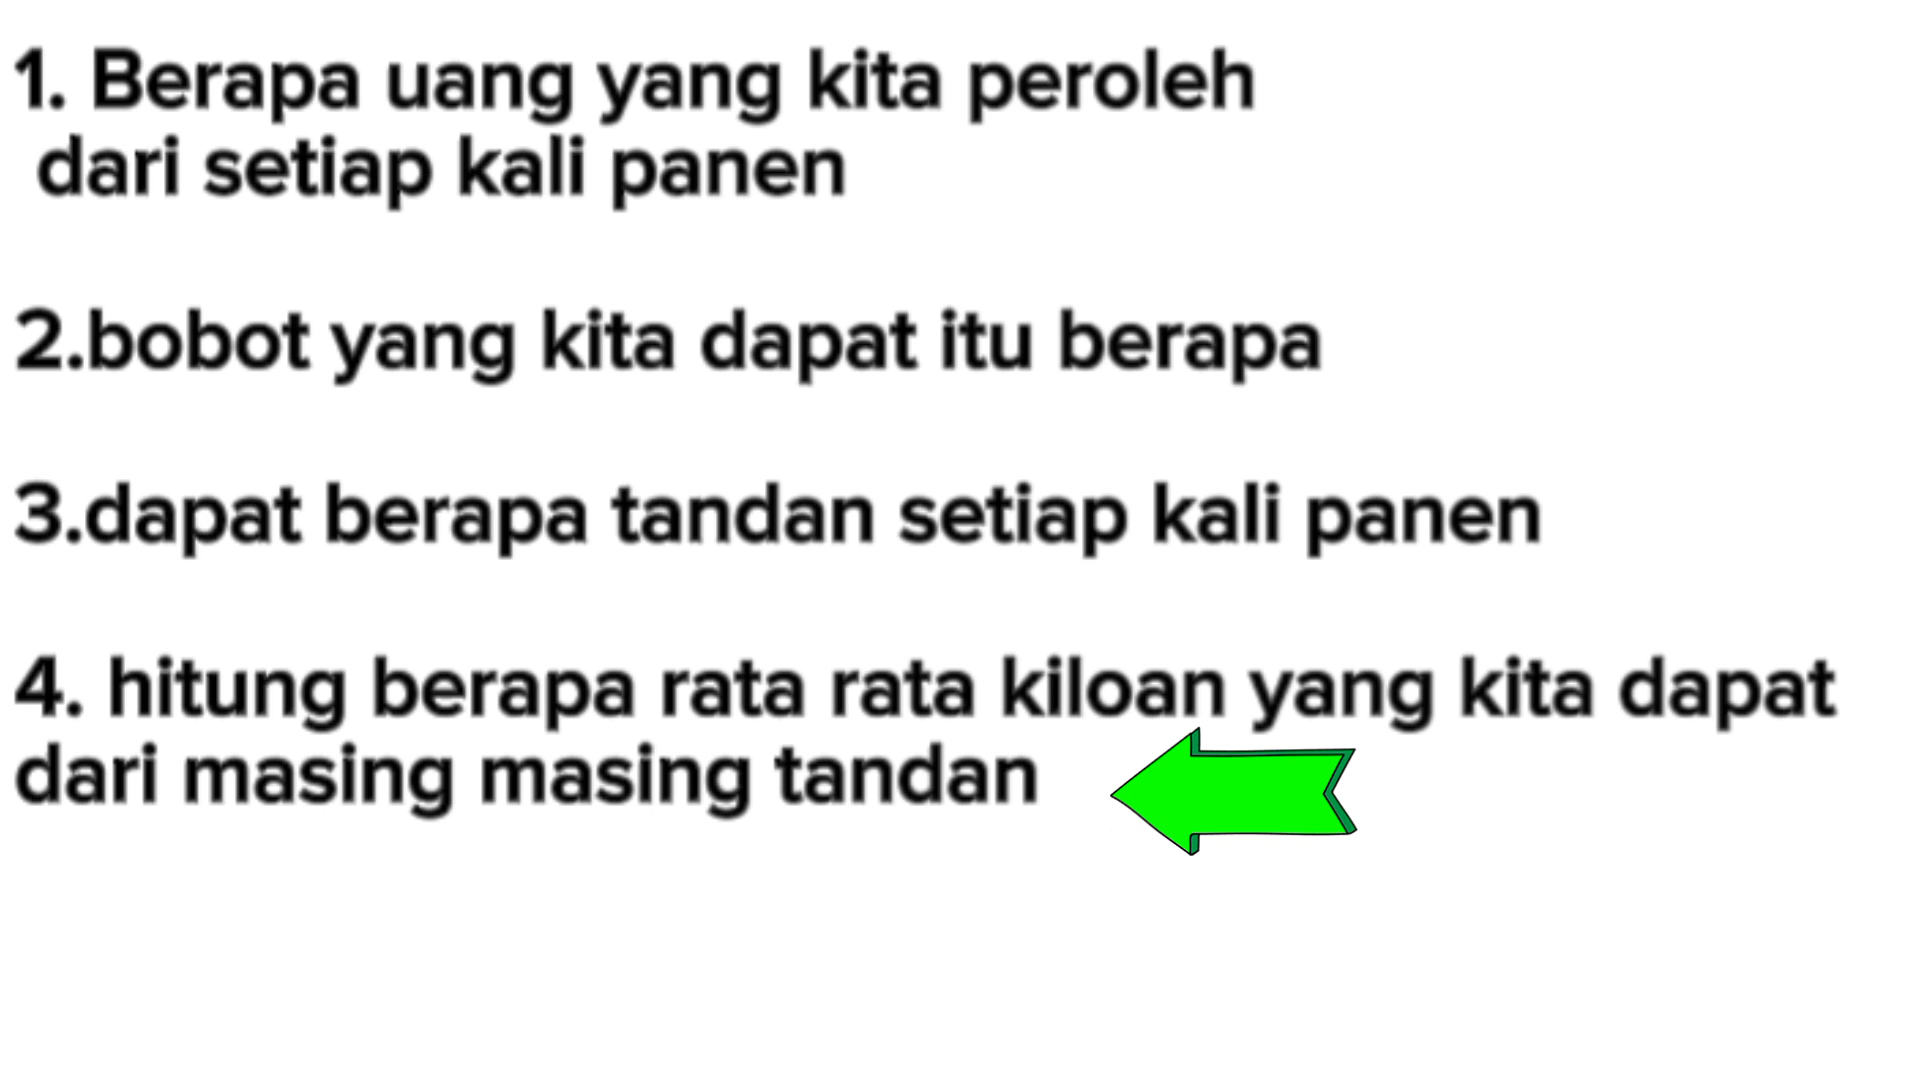 1. Berapa uang yang kita peroleh
dari setiap kali panen
2.bobot yang kita dapat itu berapa
3.dapat berapa tandan setiap kali panen
4. hitung berapa rata rata kiloan yang kita dapat
dari masing masing tandan